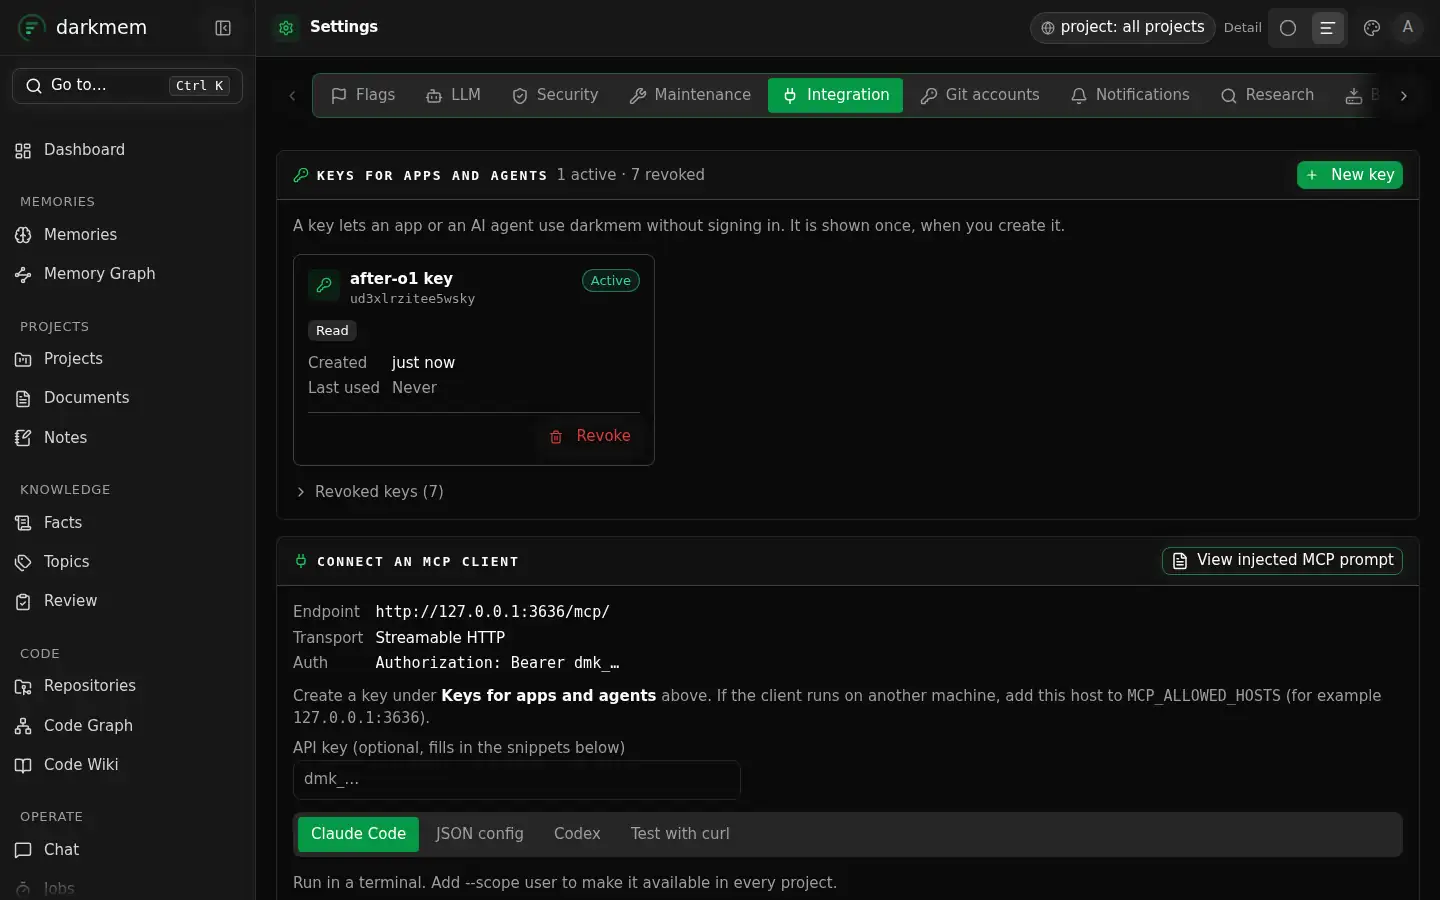 darkmem
Settings
project: all projects
Detail
A
Go to...
Ctrl K
Flags
LLM
Security
Maintenance
Integration
Git accounts
Notifications
Research
Dashboard
MEMORIES
Memories
Memory Graph
PROJECTS
Projects
Documents
Notes
KNOWLEDGE
Facts
Topics
Review
CODE
Repositories
Code Graph
Code Wiki
OPERATE
Chat
Jobs
KEYS FOR APPS AND AGENTS 1 active · 7 revoked
New key
A key lets an app or an AI agent use darkmem without signing in. It is shown once, when you create it.
after-o1 key
Active
ud3xlrzitee5wsky
Read
Created just now
Last used Never
Revoke
Revoked keys (7)
CONNECT AN MCP CLIENT
View injected MCP prompt
Endpoint http://127.0.0.1:3636/mcp/
Transport Streamable HTTP
Auth Authorization: Bearer dmk_…
Create a key under Keys for apps and agents above. If the client runs on another machine, add this host to MCP_ALLOWED_HOSTS (for example
127.0.0.1:3636).
API key (optional, fills in the snippets below)
dmk_...
Claude Code
JSON config
Codex
Test with curl
Run in a terminal. Add --scope user to make it available in every project.